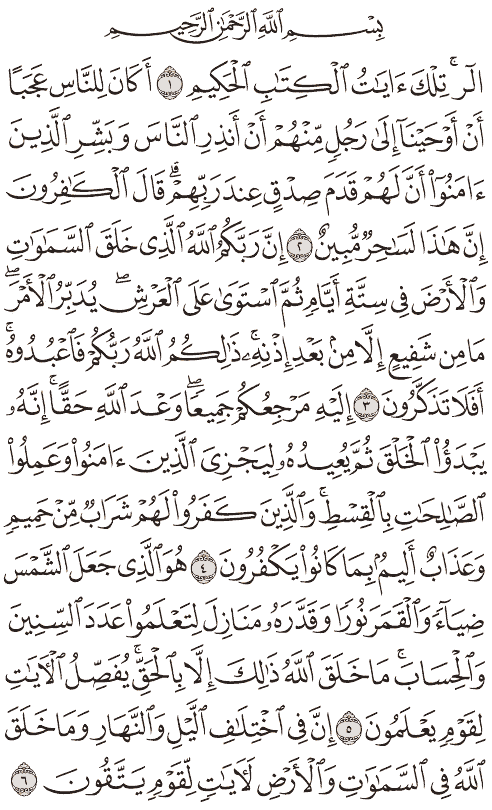 بِسْمِ ٱللَّهِ ٱلرَّحْمَٰنِ ٱلرَّحِيمِ
الٓرۚ تِلْكَ ءَايَٰتُ ٱلْكِتَٰبِ ٱلْحَكِيمِ ١ أَكَانَ لِلنَّاسِ عَجَبًا
أَنْ أَوْحَيْنَآ إِلَىٰ رَجُلٍ مِّنْهُمْ أَنْ أَنذِرِ ٱلنَّاسَ وَبَشِّرِ ٱلَّذِينَ
ءَامَنُوٓا۟ أَنَّ لَهُمْ قَدَمَ صِدْقٍ عِندَ رَبِّهِمْۗ قَالَ ٱلْكَٰفِرُونَ
إِنَّ هَٰذَا لَسَٰحِرٌ مُّبِينٌ ٢ إِنَّ رَبَّكُمُ ٱللَّهُ ٱلَّذِى خَلَقَ ٱلسَّمَٰوَٰتِ
وَٱلْأَرْضَ فِى سِتَّةِ أَيَّامٍ ثُمَّ ٱسْتَوَىٰ عَلَى ٱلْعَرْشِۖ يُدَبِّرُ ٱلْأَمْرَۖ
مَا مِن شَفِيعٍ إِلَّا مِنۢ بَعْدِ إِذْنِهِۦۚ ذَٰلِكُمُ ٱللَّهُ رَبُّكُمْ فَٱعْبُدُوهُۚ
أَفَلَا تَذَكَّرُونَ ٣ إِلَيْهِ مَرْجِعُكُمْ جَمِيعًاۖ وَعْدَ ٱللَّهِ حَقًّاۚ إِنَّهُۥ
يَبْدَؤُا۟ ٱلْخَلْقَ ثُمَّ يُعِيدُهُۥ لِيَجْزِىَ ٱلَّذِينَ ءَامَنُوا۟ وَعَمِلُوا۟
ٱلصَّٰلِحَٰتِ بِٱلْقِسْطِۚ وَٱلَّذِينَ كَفَرُوا۟ لَهُمْ شَرَابٌ مِّنْ حَمِيمٍ
وَعَذَابٌ أَلِيمٌۢ بِمَا كَانُوا۟ يَكْفُرُونَ ٤ هُوَ ٱلَّذِى جَعَلَ ٱلشَّمْسَ
ضِيَآءً وَٱلْقَمَرَ نُورًا وَقَدَّرَهُۥ مَنَازِلَ لِتَعْلَمُوا۟ عَدَدَ ٱلسِّنِينَ
وَٱلْحِسَابَۚ مَا خَلَقَ ٱللَّهُ ذَٰلِكَ إِلَّا بِٱلْحَقِّۚ يُفَصِّلُ ٱلْءَايَٰتِ
لِقَوْمٍ يَعْلَمُونَ ٥ إِنَّ فِى ٱخْتِلَٰفِ ٱلَّيْلِ وَٱلنَّهَارِ وَمَا خَلَقَ
ٱللَّهُ فِى ٱلسَّمَٰوَٰتِ وَٱلْأَرْضِ لَءَايَٰتٍ لِّقَوْمٍ يَتَّقُونَ ٦